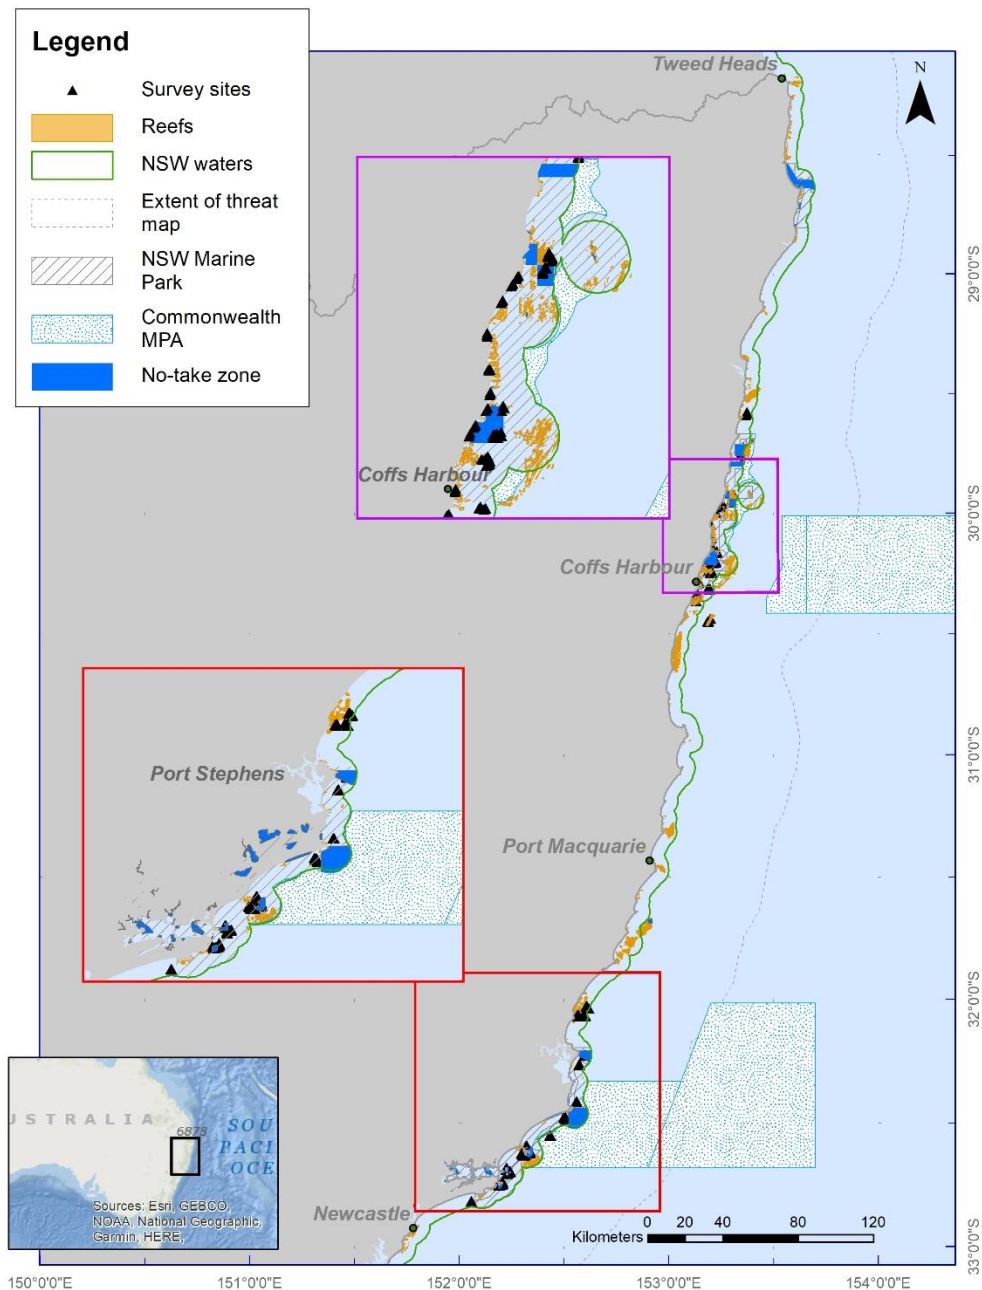 Legend
Survey sites
Reefs
NSW waters
Extent of threat
map
NSW Marine
Park
Commonwealth
MPA
No-take zone
Tweed Heads
N
29°0'0"S
Coffs Harbour
30°0'0"S
Coffs Harbour
Port Stephens
31°0'0"S
Port Macquarie
32°0'0"S
USTRALIA
6878
SOU
PACI
OCE
Sources: Esri, GEBCO,
NOAA, National Geographic,
Garmin, HERE,
Newcastle
Kilometers
0 20 40 80 120
33°0'0"S
150°0'0"E 151°0'0"E 152°0'0"E 153°0'0"E 154°0'0"E